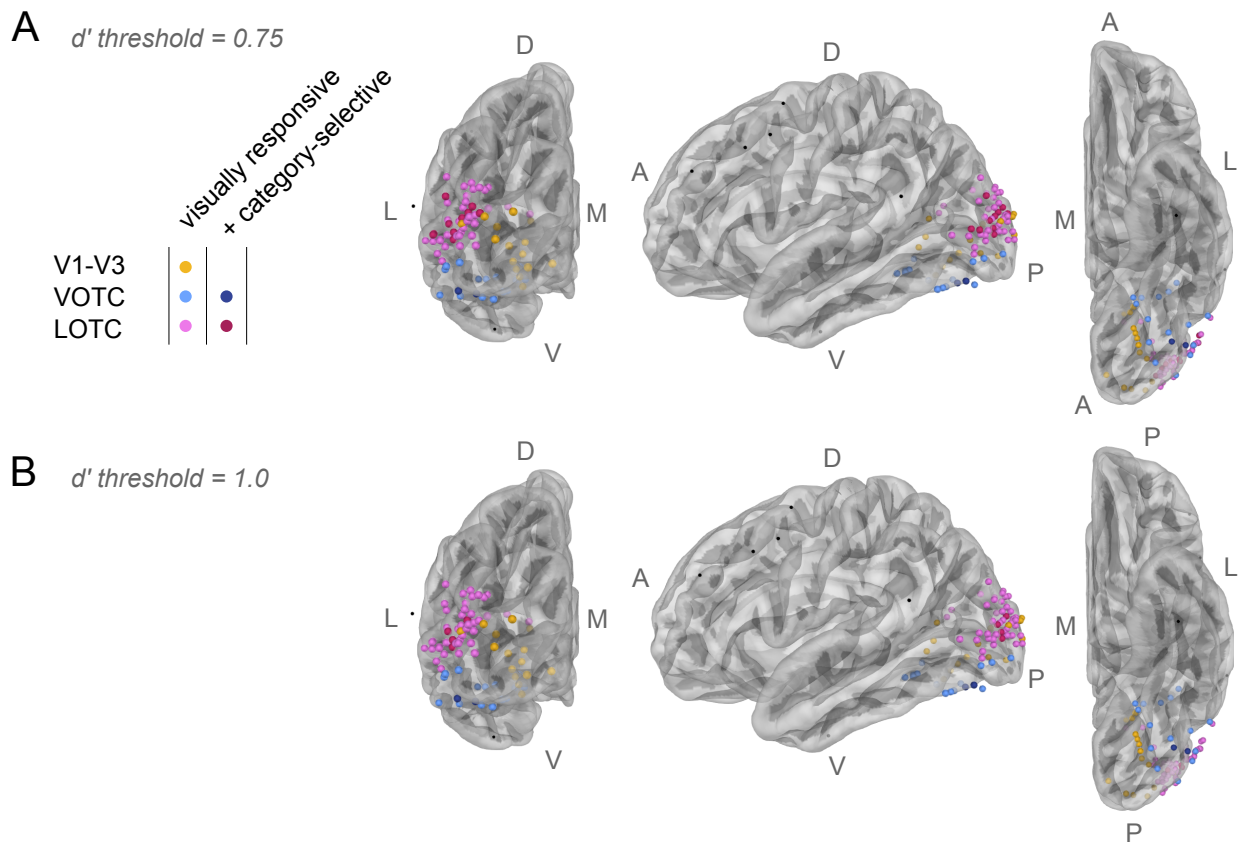 A
d' threshold = 0.75
visually responsive
+ category-selective
V1-V3
VOTC
LOTC
D
L
M
V
D
A
P
V
A
L
M
A
B
d' threshold = 1.0
D
L
M
V
D
A
P
V
P
L
M
P